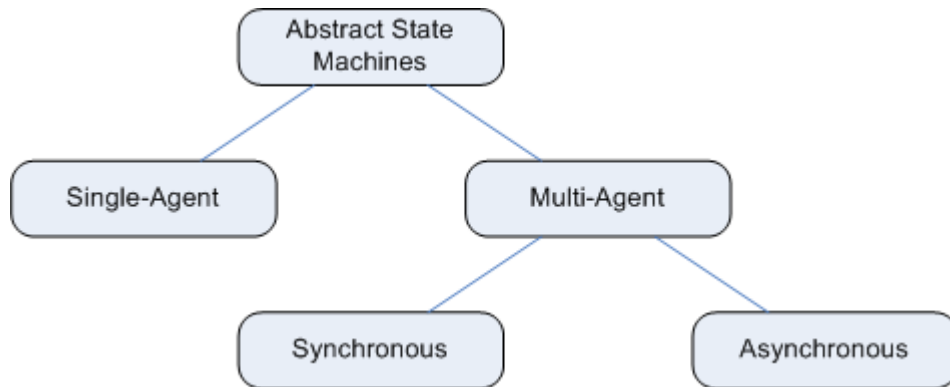 Abstract State
Machines
Single-Agent
Multi-Agent
Synchronous
Asynchronous